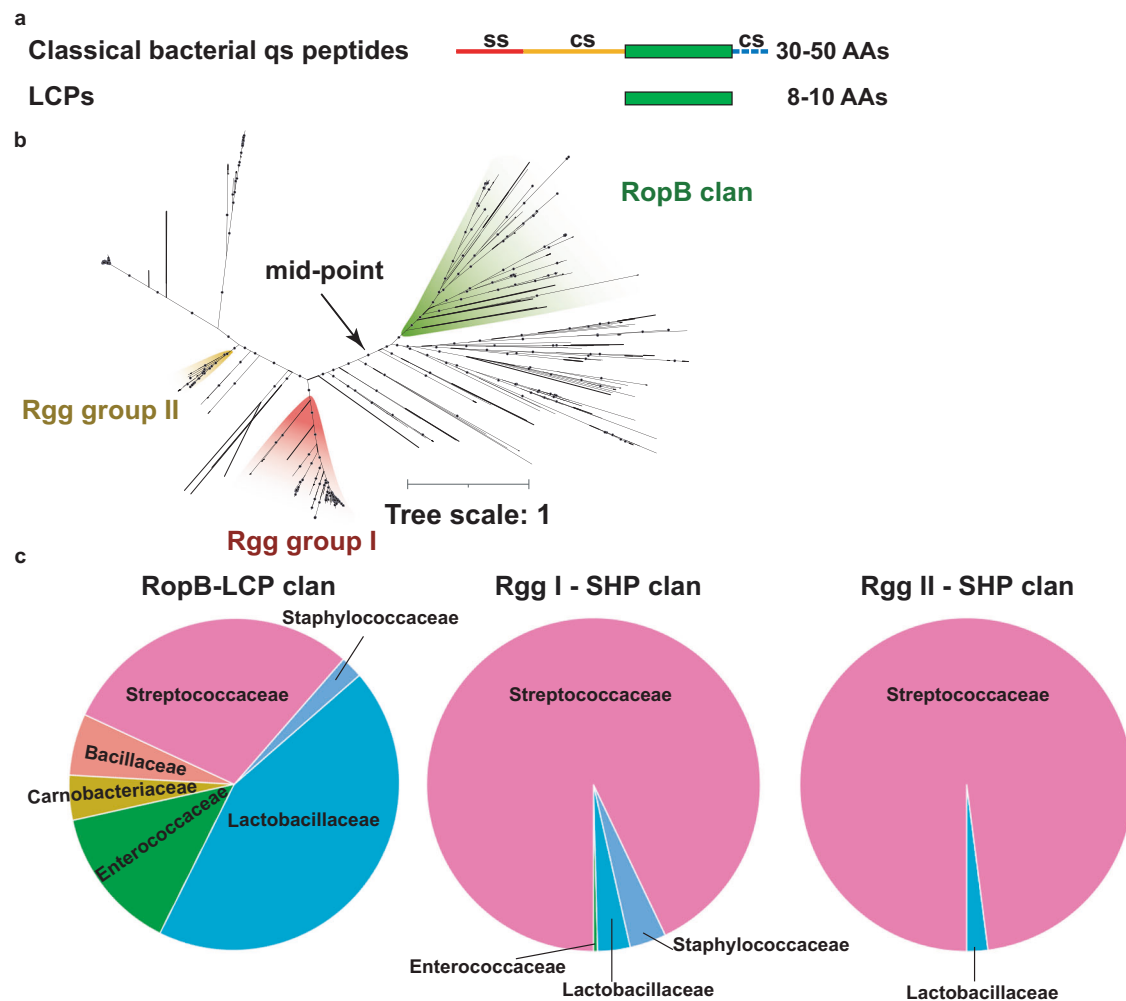 a
ss cs cs
Classical bacterial qs peptides 30-50 AAs
LCPs 8-10 AAs
b
RopB clan
mid-point
Rgg group II
Tree scale: 1
Rgg group I
c
RopB-LCP clan Rgg I - SHP clan Rgg II - SHP clan
Staphylococcaceae
Streptococcaceae Streptococcaceae Streptococcaceae
Bacillaceae
Carnobacteriaceae
Enterococcaceae
Lactobacillaceae
Staphylococcaceae
Enterococcaceae
Lactobacillaceae Lactobacillaceae